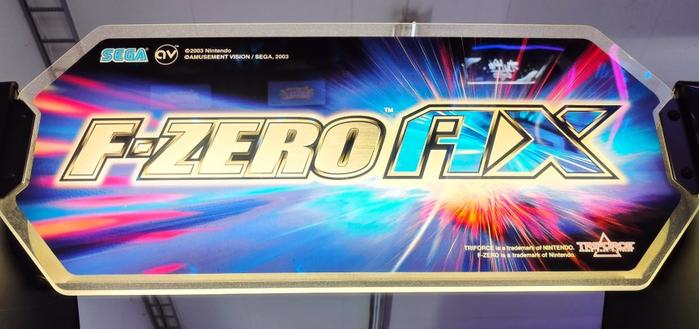 SEGA av ©2003 Nintendo
©AMUSEMENT VISION / SEGA, 2003
F-ZERO AX ™
TRIFORCE is a trademark of NINTENDO.
F-ZERO is a trademark of Nintendo.
TRIFORCE